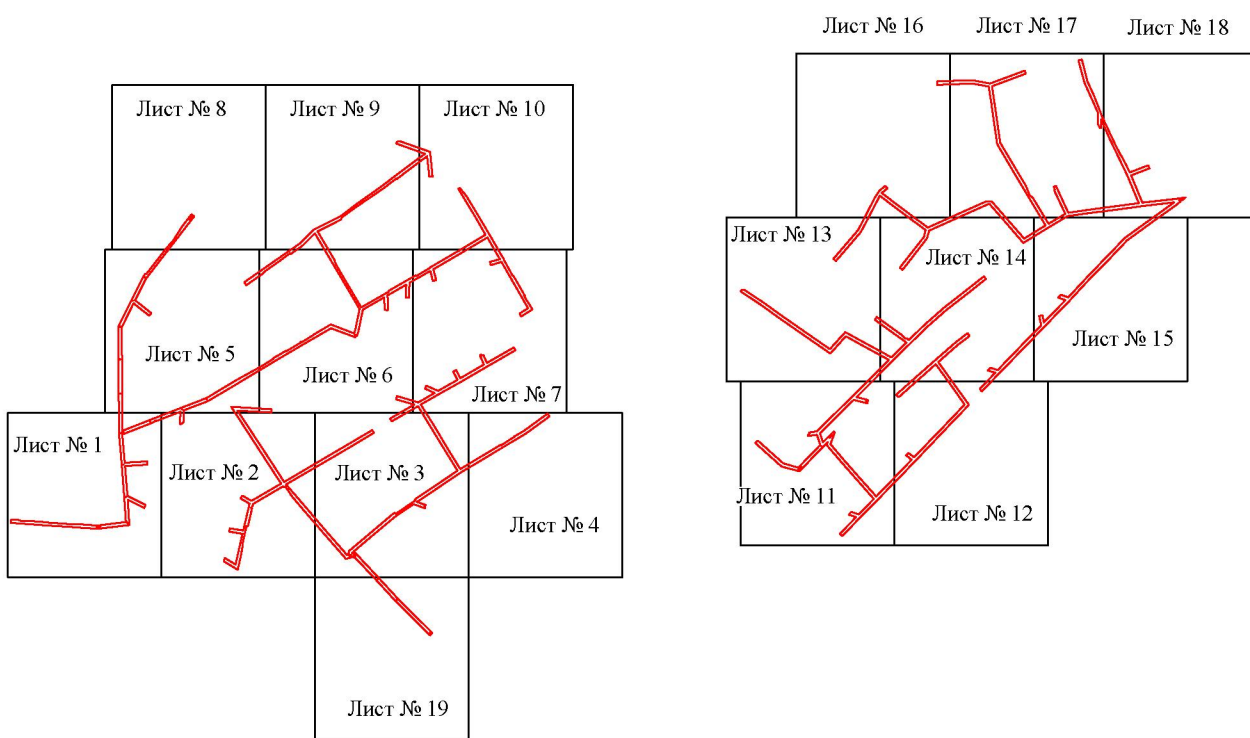 Лист № 16
Лист № 17
Лист № 18
Лист № 8
Лист № 9
Лист № 10
Лист № 13
Лист № 14
Лист № 15
Лист № 5
Лист № 6
Лист № 7
Лист № 1
Лист № 2
Лист № 3
Лист № 4
Лист № 11
Лист № 12
Лист № 19